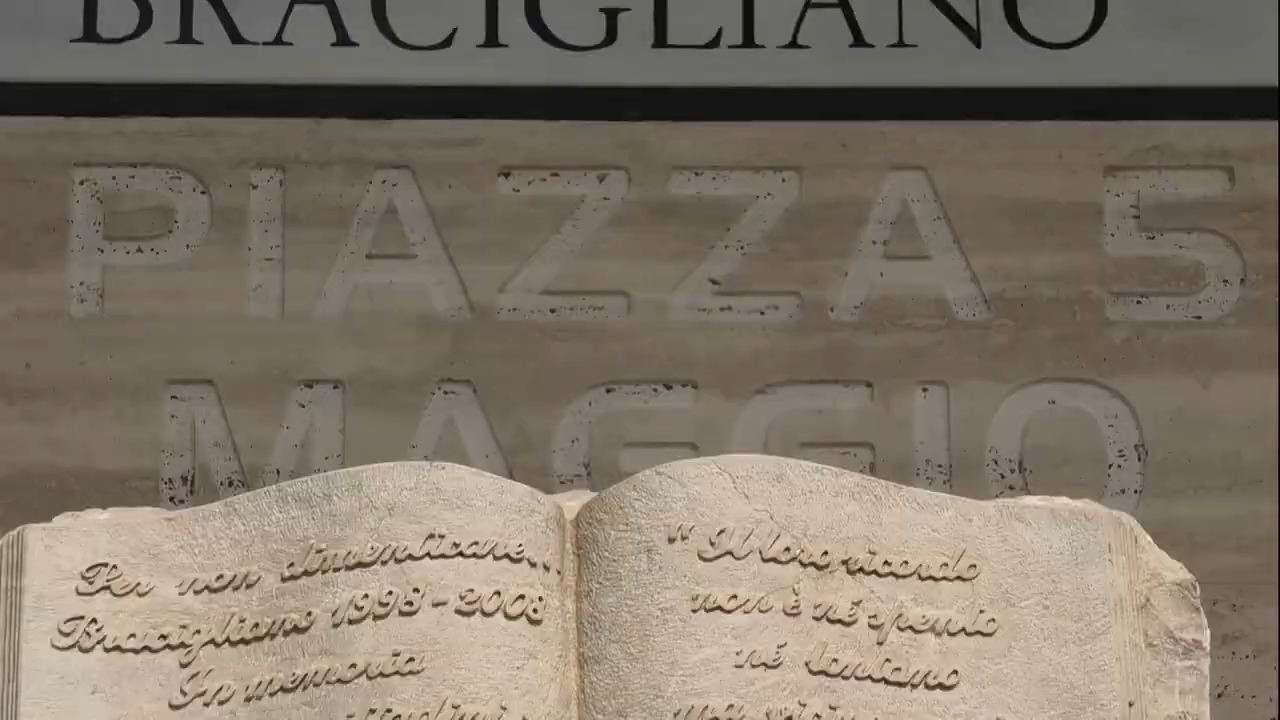 BRACIGLIANO
PIAZZA 5
MAGGIO
Per non dimenticare...
Bracigliano 1998-2008
In memoria
"Il loro ricordo
non è né spento
né lontano